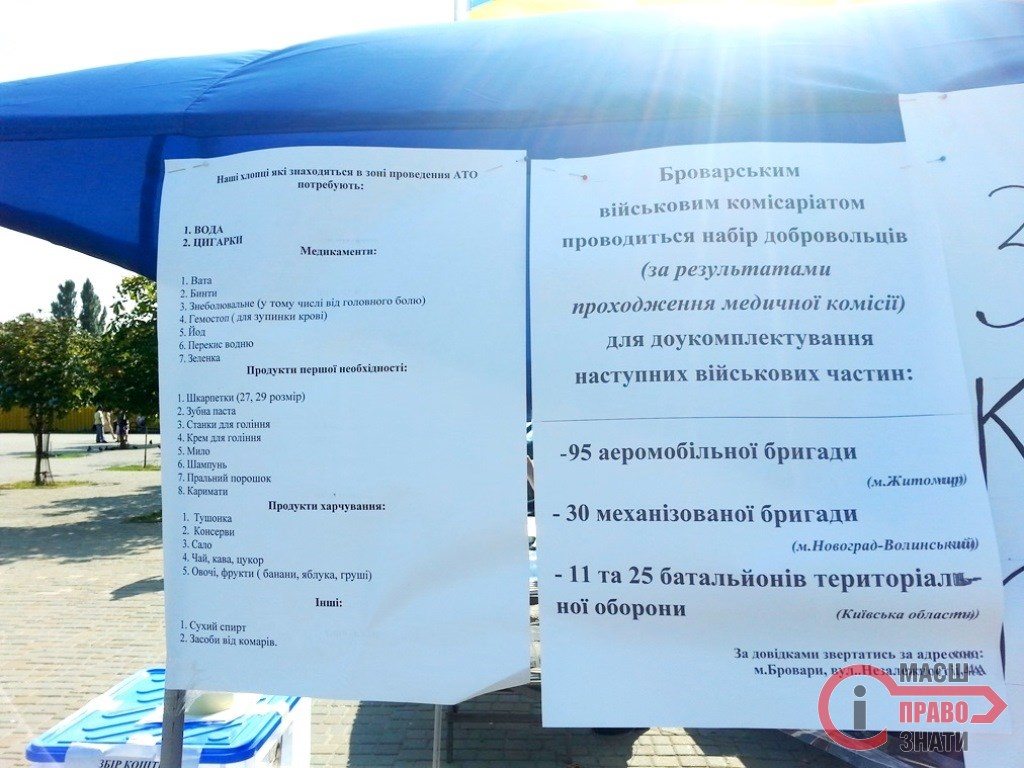 Наші хлопці які знаходяться в зоні проведення АТО
потребують:
1. ВОДА
2. ЦИГАРКИ
Медикаменти:
1. Вата
2. Бинти
3. Знеболювальне (у тому числі від головного болю)
4. Гемостоп ( для зупинки крові)
5. Йод
6. Перекис водню
7. Зеленка
Продукти першої необхідності:
1. Шкарпетки (27, 29 розмір)
2. Зубна паста
3. Станки для гоління
4. Крем для гоління
5. Мило
6. Шампунь
7. Пральний порошок
8. Каримати
Продукти харчування:
1. Тушонка
2. Консерви
3. Сало
4. Чай, кава, цукор
5. Овочі, фрукти ( банани, яблука, груші)
Інші:
1. Сухий спирт
2. Засоби від комарів.
Броварським
військовим комісаріатом
проводиться набір добровольців
(за результатами
проходження медичної комісії)
для доукомплектування
наступних військових частин:
-95 аеромобільної бригади
(м.Житомир)
- 30 механізованої бригади
(м.Новоград-Волинський)
- 11 та 25 батальйонів територіаль-
ної оборони
(Київська область)
За довідками звертатись за адресою:
м.Бровари, вул..Незалежності
З
К
ЗБІР КОШТІ
МАЄШ
ПРАВО
ЗНАТИ